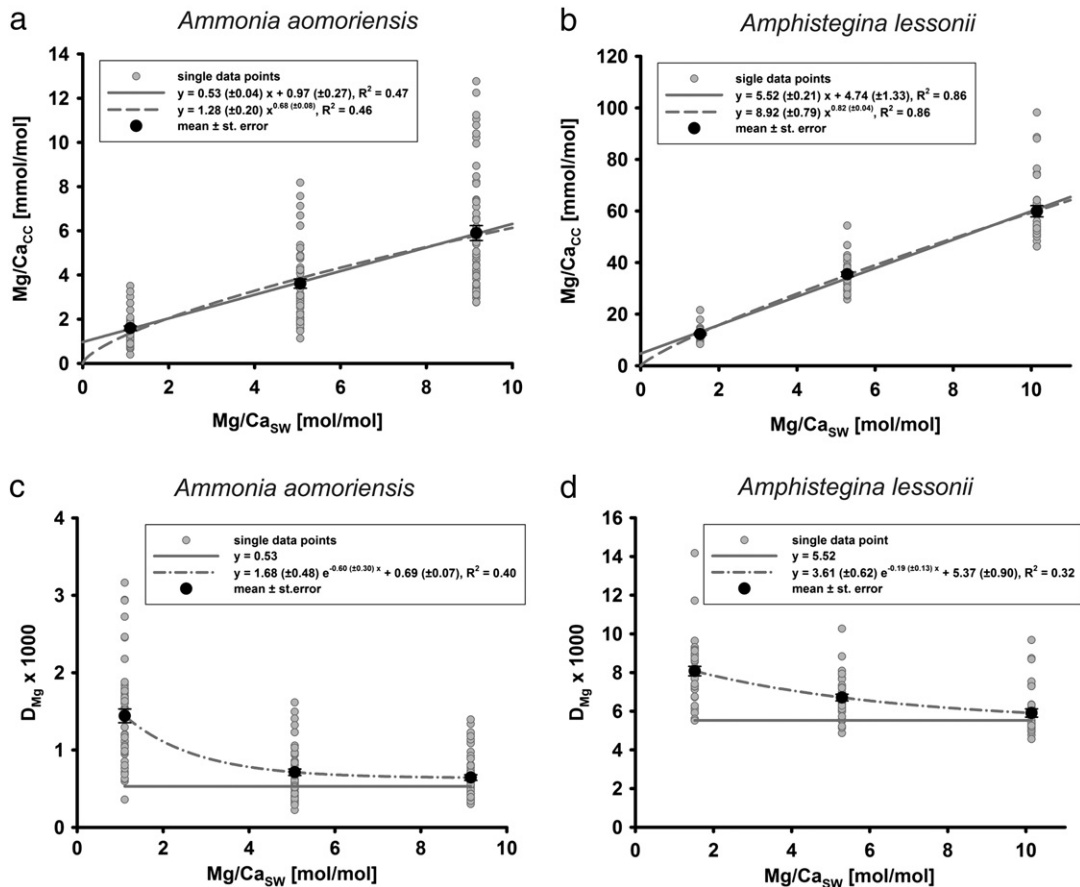 a
Ammonia aomoriensis
14
12
10
8
6
4
2
0
Mg/Ca_CC [mmol/mol]
single data points
y = 0.53 (±0.04) x + 0.97 (±0.27), R² = 0.47
y = 1.28 (±0.20) x^0.68 (±0.08), R² = 0.46
mean ± st. error
0 2 4 6 8 10
Mg/Ca_SW [mol/mol]
b
Amphistegina lessonii
120
100
80
60
40
20
0
Mg/Ca_CC [mmol/mol]
sigle data points
y = 5.52 (±0.21) x + 4.74 (±1.33), R² = 0.86
y = 8.92 (±0.79) x^0.82 (±0.04), R² = 0.86
mean ± st. error
0 2 4 6 8 10
Mg/Ca_SW [mol/mol]
c
Ammonia aomoriensis
4
3
2
1
0
D_Mg x 1000
single data points
y = 0.53
y = 1.68 (±0.48) e^-0.60 (±0.30) x + 0.69 (±0.07), R² = 0.40
mean ± st.error
0 2 4 6 8 10
Mg/Ca_SW [mol/mol]
d
Amphistegina lessonii
16
14
12
10
8
6
4
2
0
D_Mg x 1000
single data point
y = 5.52
y = 3.61 (±0.62) e^-0.19 (±0.13) x + 5.37 (±0.90), R² = 0.32
mean ± st.error
0 2 4 6 8 10
Mg/Ca_SW [mol/mol]